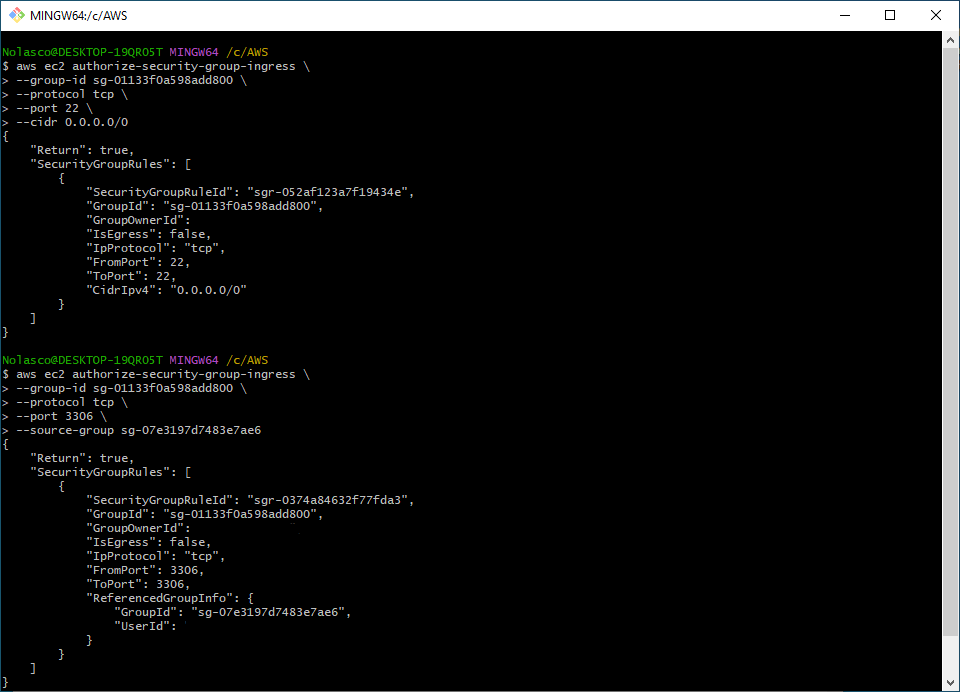 MINGW64:/c/AWS
Nolasco@DESKTOP-19QRO5T MINGW64 /c/AWS
$ aws ec2 authorize-security-group-ingress \
> --group-id sg-01133f0a598add800 \
> --protocol tcp \
> --port 22 \
> --cidr 0.0.0.0/0
{
    "Return": true,
    "SecurityGroupRules": [
        {
            "SecurityGroupRuleId": "sgr-052af123a7f19434e",
            "GroupId": "sg-01133f0a598add800",
            "GroupOwnerId":
            "IsEgress": false,
            "IpProtocol": "tcp",
            "FromPort": 22,
            "ToPort": 22,
            "CidrIpv4": "0.0.0.0/0"
        }
    ]
}
Nolasco@DESKTOP-19QRO5T MINGW64 /c/AWS
$ aws ec2 authorize-security-group-ingress \
> --group-id sg-01133f0a598add800 \
> --protocol tcp \
> --port 3306 \
> --source-group sg-07e3197d7483e7ae6
{
    "Return": true,
    "SecurityGroupRules": [
        {
            "SecurityGroupRuleId": "sgr-0374a84632f77fda3",
            "GroupId": "sg-01133f0a598add800",
            "GroupOwnerId":
            "IsEgress": false,
            "IpProtocol": "tcp",
            "FromPort": 3306,
            "ToPort": 3306,
            "ReferencedGroupInfo": {
                "GroupId": "sg-07e3197d7483e7ae6",
                "UserId":
            }
        }
    ]
}